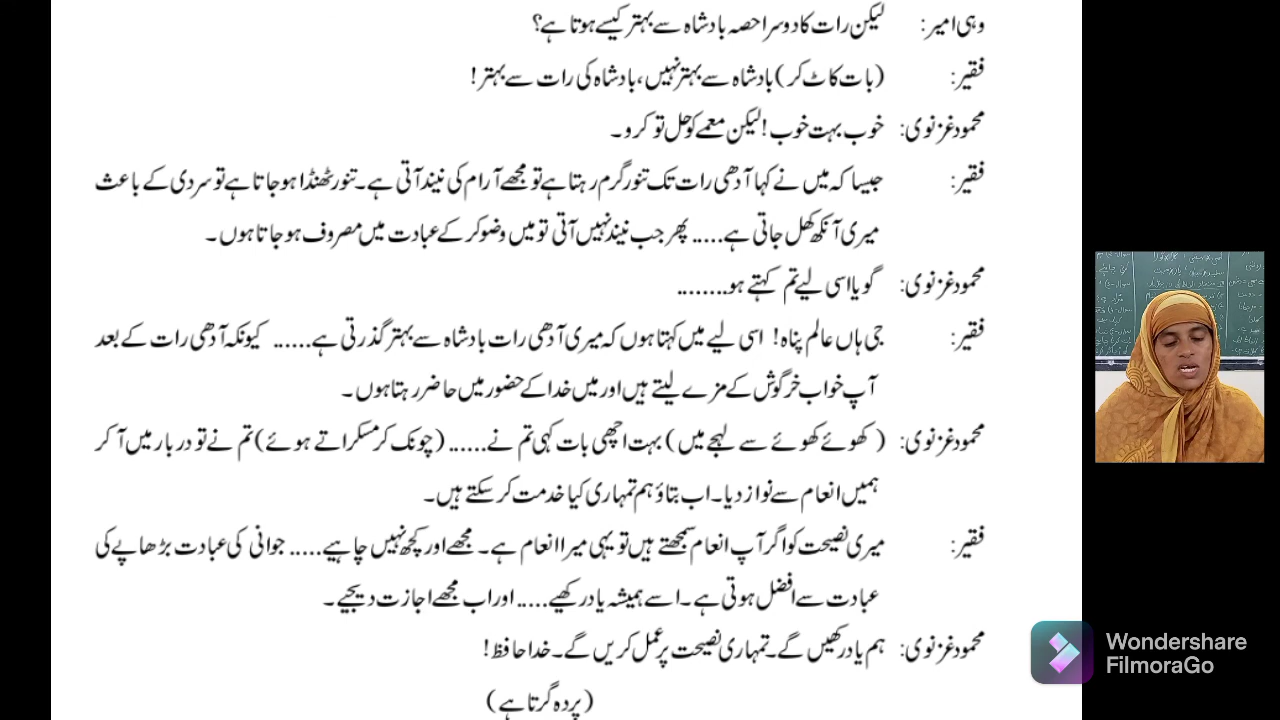 وہی امیر: لیکن رات کا دوسرا حصہ بادشاہ سے بہتر کیسے ہوتا ہے؟
فقیر: (بات کاٹ کر) بادشاہ سے بہتر نہیں، بادشاہ کی رات سے بہتر!
محمود غزنوی: خوب بہت خوب! لیکن معمے کو حل تو کرو۔
فقیر: جیسا کہ میں نے کہا آدھی رات تک تنور گرم رہتا ہے تو مجھے آرام کی نیند آتی ہے۔ تنور ٹھنڈا ہو جاتا ہے تو سردی کے باعث
میری آنکھ کھل جاتی ہے..... پھر جب نیند نہیں آتی تو میں وضو کر کے عبادت میں مصروف ہو جاتا ہوں۔
محمود غزنوی: گویا اسی لیے تم کہتے ہو........
فقیر: جی ہاں عالم پناہ! اسی لیے میں کہتا ہوں کہ میری آدھی رات بادشاہ سے بہتر گذرتی ہے...... کیونکہ آدھی رات کے بعد
آپ خواب خرگوش کے مزے لیتے ہیں اور میں خدا کے حضور میں حاضر رہتا ہوں۔
محمود غزنوی: (کھوئے کھوئے سے لہجے میں) بہت اچھی بات کہی تم نے...... (چونک کر مسکراتے ہوئے) تم نے تو دربار میں آ کر
ہمیں انعام سے نواز دیا۔ اب بتاؤ ہم تمہاری کیا خدمت کر سکتے ہیں۔
فقیر: میری نصیحت کو اگر آپ انعام سمجھتے ہیں تو یہی میرا انعام ہے۔ مجھے اور کچھ نہیں چاہیے..... جوانی کی عبادت بڑھاپے کی
عبادت سے افضل ہوتی ہے۔ اسے ہمیشہ یاد رکھیے..... اور اب مجھے اجازت دیجیے۔
محمود غزنوی: ہم یاد رکھیں گے۔ تمہاری نصیحت پر عمل کریں گے۔ خدا حافظ!
(پردہ گرتا ہے)
Wondershare
FilmoraGo